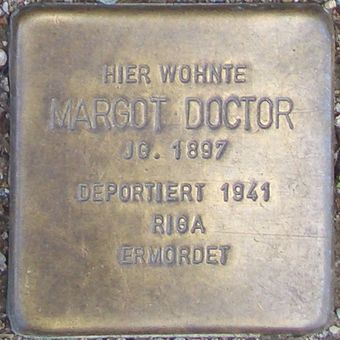 HIER WOHNTE
MARGOT DOCTOR
JG. 1897
DEPORTIERT 1941
RIGA
ERMORDET